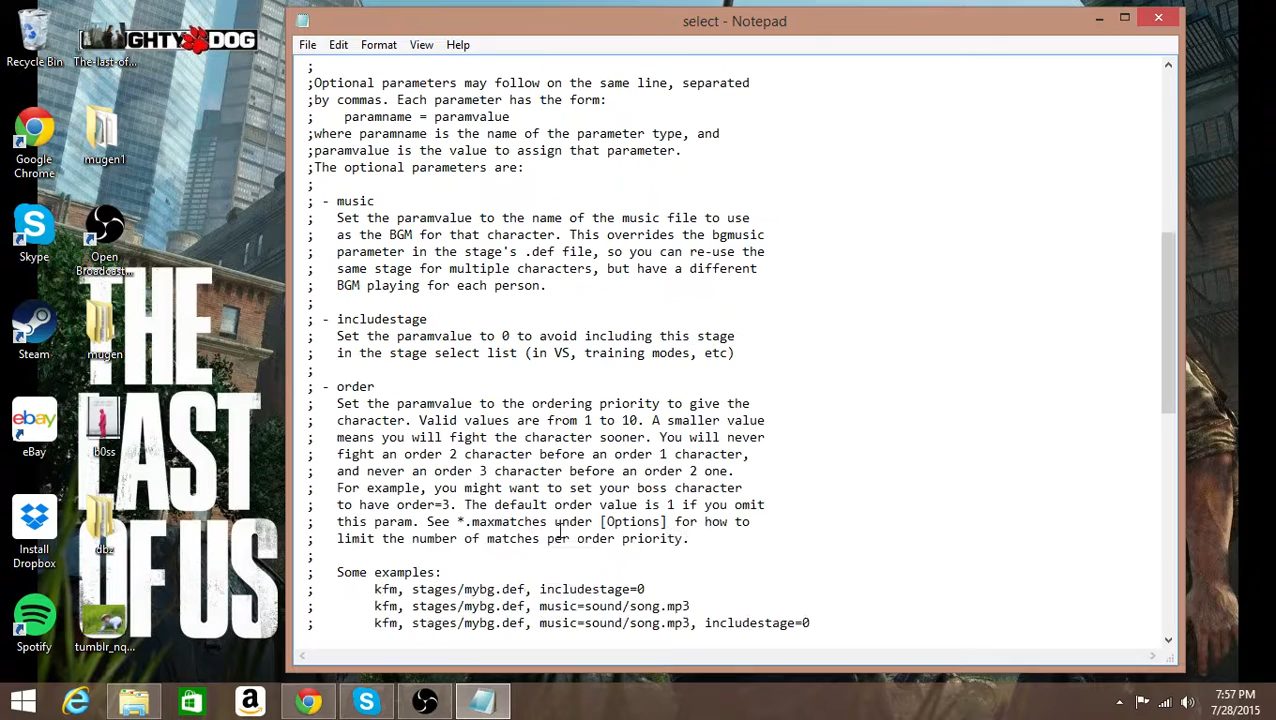 select - Notepad
File Edit Format View Help
;
;Optional parameters may follow on the same line, separated
;by commas. Each parameter has the form:
;    paramname = paramvalue
;where paramname is the name of the parameter type, and
;paramvalue is the value to assign that parameter.
;The optional parameters are:
;
; - music
;   Set the paramvalue to the name of the music file to use
;   as the BGM for that character. This overrides the bgmusic
;   parameter in the stage's .def file, so you can re-use the
;   same stage for multiple characters, but have a different
;   BGM playing for each person.
;
; - includestage
;   Set the paramvalue to 0 to avoid including this stage
;   in the stage select list (in VS, training modes, etc)
;
; - order
;   Set the paramvalue to the ordering priority to give the
;   character. Valid values are from 1 to 10. A smaller value
;   means you will fight the character sooner. You will never
;   fight an order 2 character before an order 1 character,
;   and never an order 3 character before an order 2 one.
;   For example, you might want to set your boss character
;   to have order=3. The default order value is 1 if you omit
;   this param. See *.maxmatches under [Options] for how to
;   limit the number of matches per order priority.
;
;   Some examples:
;        kfm, stages/mybg.def, includestage=0
;        kfm, stages/mybg.def, music=sound/song.mp3
;        kfm, stages/mybg.def, music=sound/song.mp3, includestage=0
Recycle Bin
GHTY DOG
The-last-of...
Google
Chrome
mugen1
Skype
Open
Broadcast...
Steam
mugen
ebay
eBay
b0ss
Install
Dropbox
dbz
Spotify
tumblr_nq...
THE
LAST
OF US
7:57 PM
7/28/2015